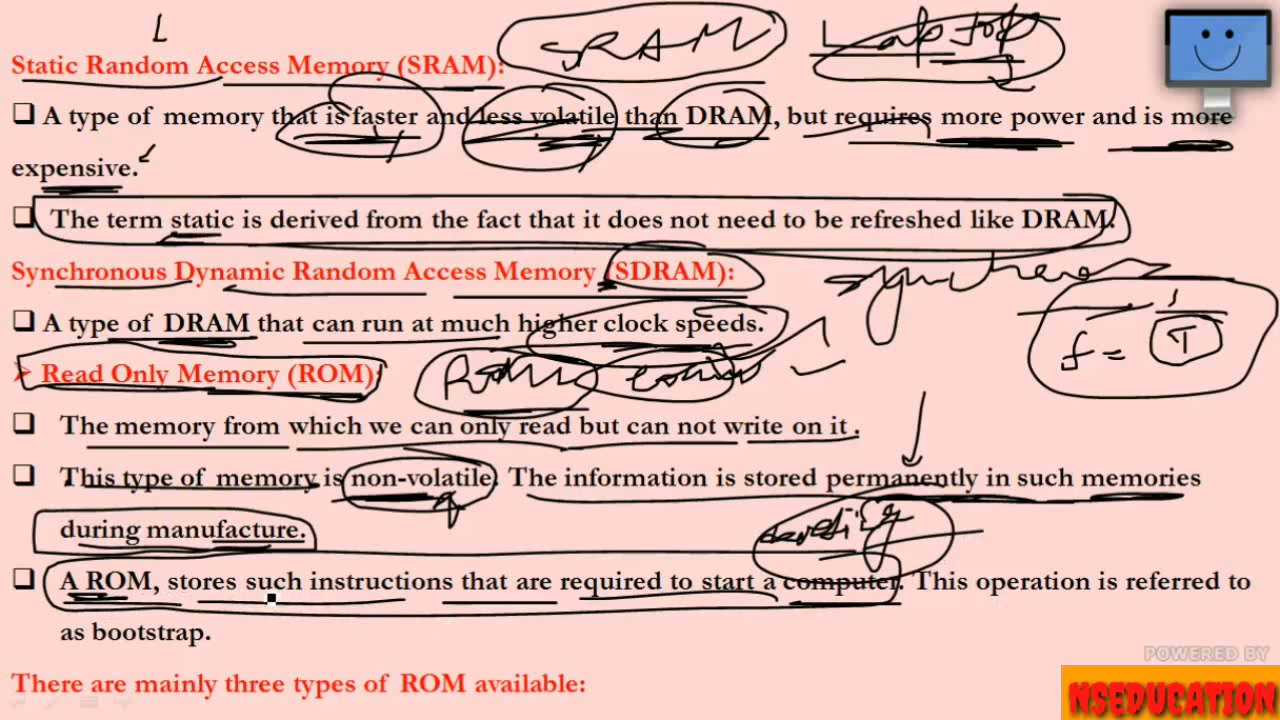 SRAM Laptop
Static Random Access Memory (SRAM):
❑ A type of memory that is faster and less volatile than DRAM, but requires more power and is more
expensive.
❑ The term static is derived from the fact that it does not need to be refreshed like DRAM.
Synchronous Dynamic Random Access Memory (SDRAM):
❑ A type of DRAM that can run at much higher clock speeds.
f = 1/T
➢ Read Only Memory (ROM):
❑ The memory from which we can only read but can not write on it .
❑ .This type of memory is non-volatile. The information is stored permanently in such memories
during manufacture.
❑ A ROM, stores such instructions that are required to start a computer. This operation is referred to
as bootstrap.
POWERED BY
There are mainly three types of ROM available:
NSEDUCATION